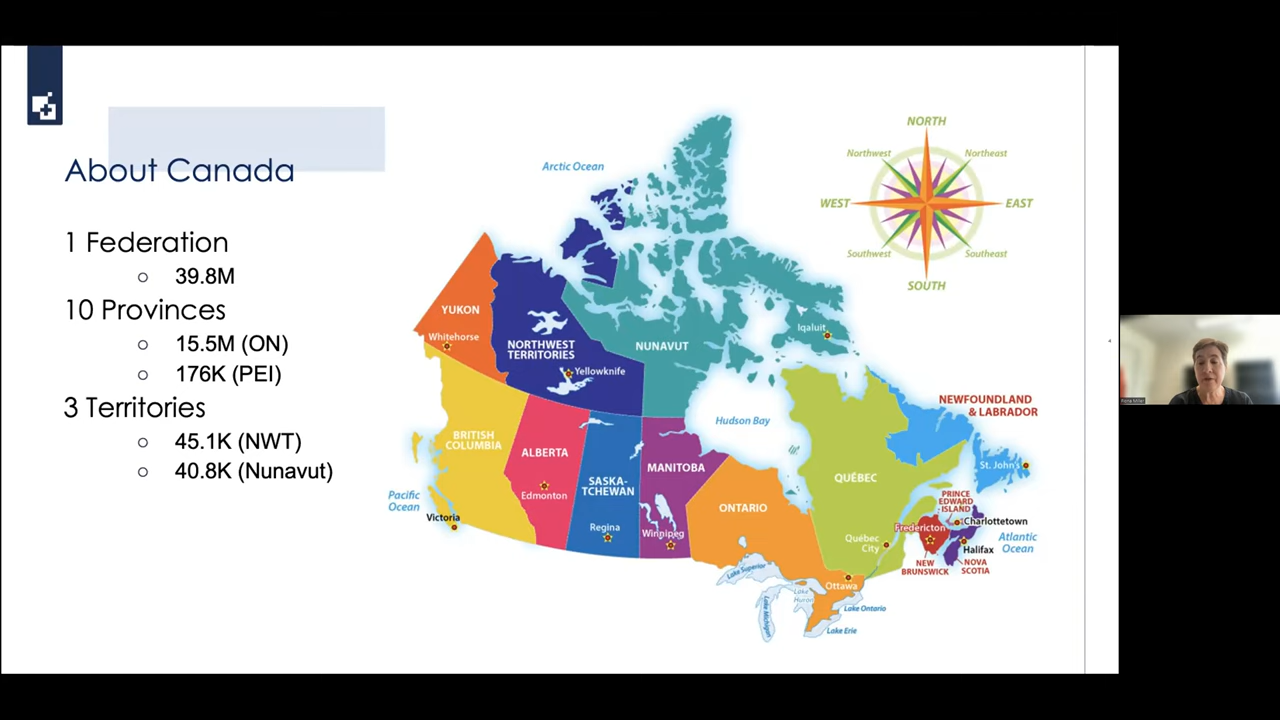 About Canada
1 Federation
○ 39.8M
10 Provinces
○ 15.5M (ON)
○ 176K (PEI)
3 Territories
○ 45.1K (NWT)
○ 40.8K (Nunavut)
Arctic Ocean
NORTH
Northwest
Northeast
WEST
EAST
Southwest
Southeast
SOUTH
YUKON
Whitehorse
NORTHWEST
TERRITORIES
Yellowknife
NUNAVUT
Iqaluit
Hudson Bay
NEWFOUNDLAND
& LABRADOR
St. John's
BRITISH
COLUMBIA
ALBERTA
Edmonton
SASKA-
TCHEWAN
Regina
MANITOBA
Winnipeg
ONTARIO
QUÉBEC
Québec
City
Ottawa
Pacific
Ocean
Victoria
PRINCE
EDWARD
ISLAND
Charlottetown
Fredericton
Halifax
Atlantic
Ocean
NEW
BRUNSWICK
NOVA
SCOTIA
Lake Superior
Lake
Huron
Lake Michigan
Lake Ontario
Lake Erie